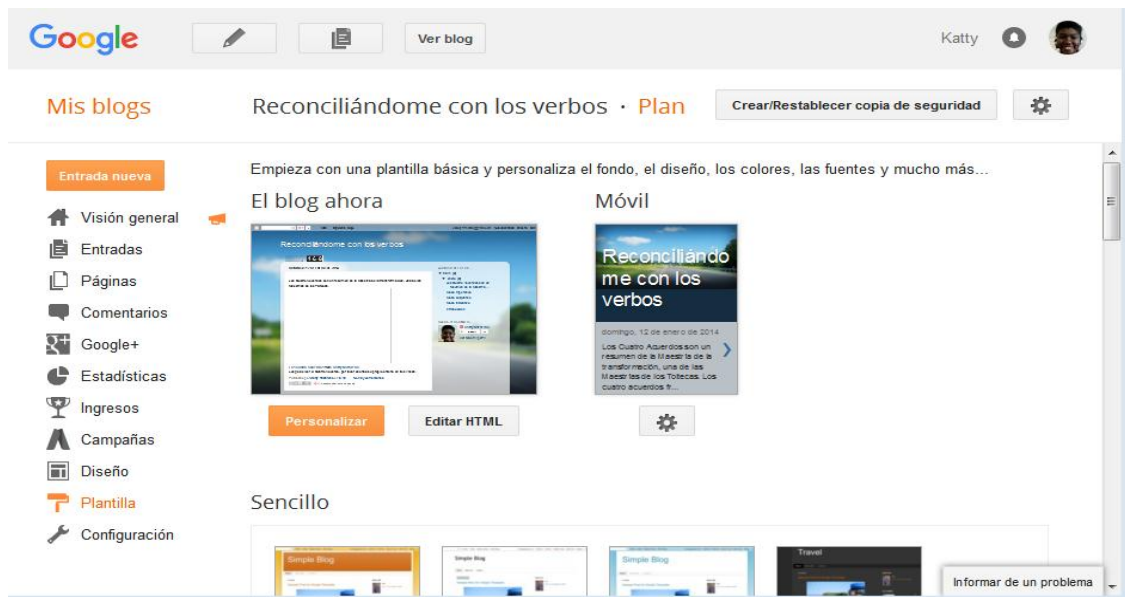 Google
Ver blog
Katty
Mis blogs
Reconciliándome con los verbos · Plan
Crear/Restablecer copia de seguridad
Entrada nueva
Visión general
Entradas
Páginas
Comentarios
Google+
Estadísticas
Ingresos
Campañas
Diseño
Plantilla
Configuración
Empieza con una plantilla básica y personaliza el fondo, el diseño, los colores, las fuentes y mucho más...
El blog ahora
Móvil
Reconciliándome con los verbos
Reconciliándo
me con los
verbos
domingo, 12 de enero de 2014
Los Cuatro Acuerdos son un
resumen de la Maestría de la
transformación, una de las
Maestrías de los Toltecas. Los
cuatro acuerdos fr...
Personalizar
Editar HTML
Sencillo
Simple Blog
Simple Blog
Simple Blog
Travel
Informar de un problema